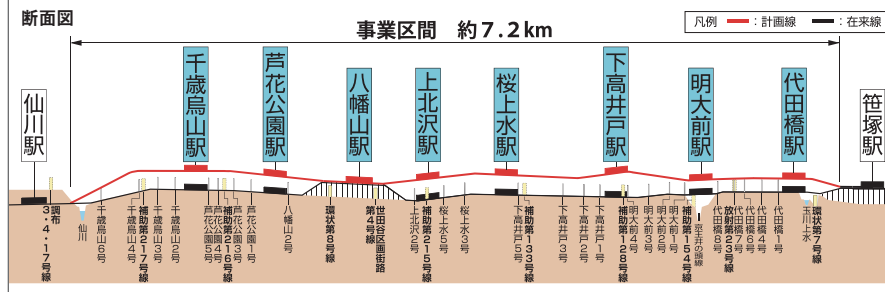 断面図
事業区間 約7.2km
凡例 :計画線 :在来線
仙川駅
千歳烏山駅
芦花公園駅
八幡山駅
上北沢駅
桜上水駅
下高井戸駅
明大前駅
代田橋駅
笹塚駅
調布3・4・17号線
仙川
千歳烏山6号
千歳烏山4号
補助第217号線
千歳烏山3号
千歳烏山2号
芦花公園5号
芦花公園4号
補助第216号線
芦花公園3号
芦花公園1号
八幡山2号
環状第8号線
世田谷区画街路第4号線
上北沢2号
補助第215号線
桜上水5号
桜上水3号
下高井戸5号
補助第133号線
下高井戸3号
下高井戸2号
下高井戸1号
補助第128号線
明大前4号
明大前3号
明大前2号
明大前1号
補助第154号線
京王井の頭線
代田橋8号
放射第23号線
代田橋7号
代田橋6号
代田橋4号
代田橋1号
玉川上水
環状第7号線